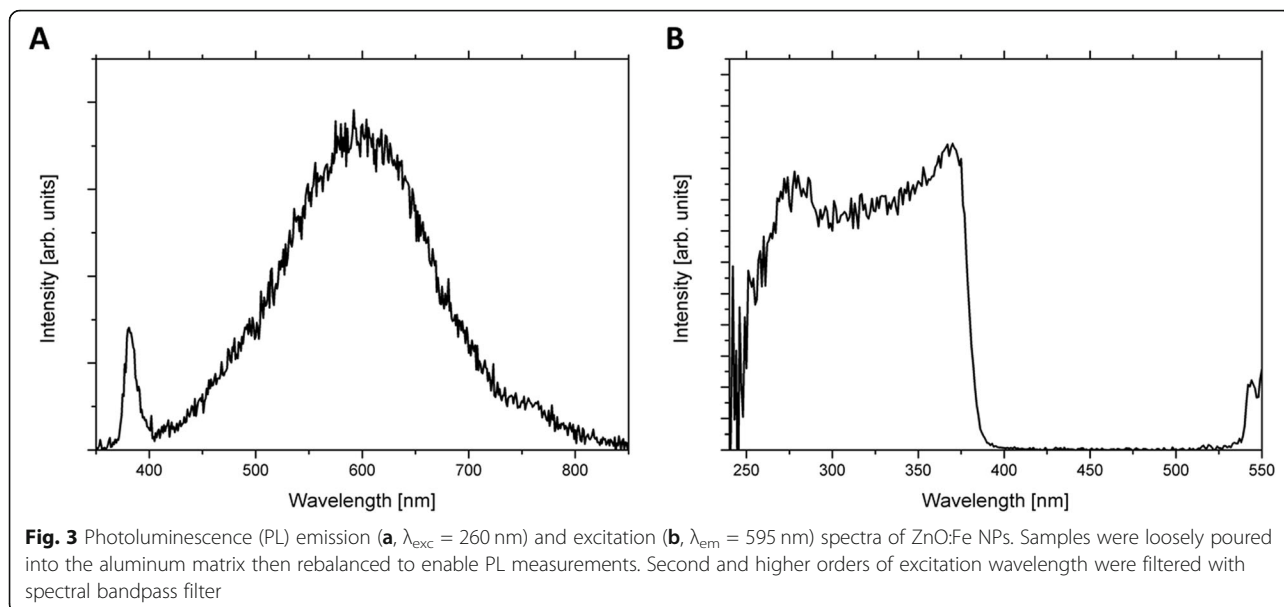 A
B
Intensity [arb. units]
Intensity [arb. units]
400 500 600 700 800
250 300 350 400 450 500 550
Wavelength [nm]
Wavelength [nm]
Fig. 3 Photoluminescence (PL) emission (a, λexc = 260 nm) and excitation (b, λem = 595 nm) spectra of ZnO:Fe NPs. Samples were loosely poured
into the aluminum matrix then rebalanced to enable PL measurements. Second and higher orders of excitation wavelength were filtered with
spectral bandpass filter